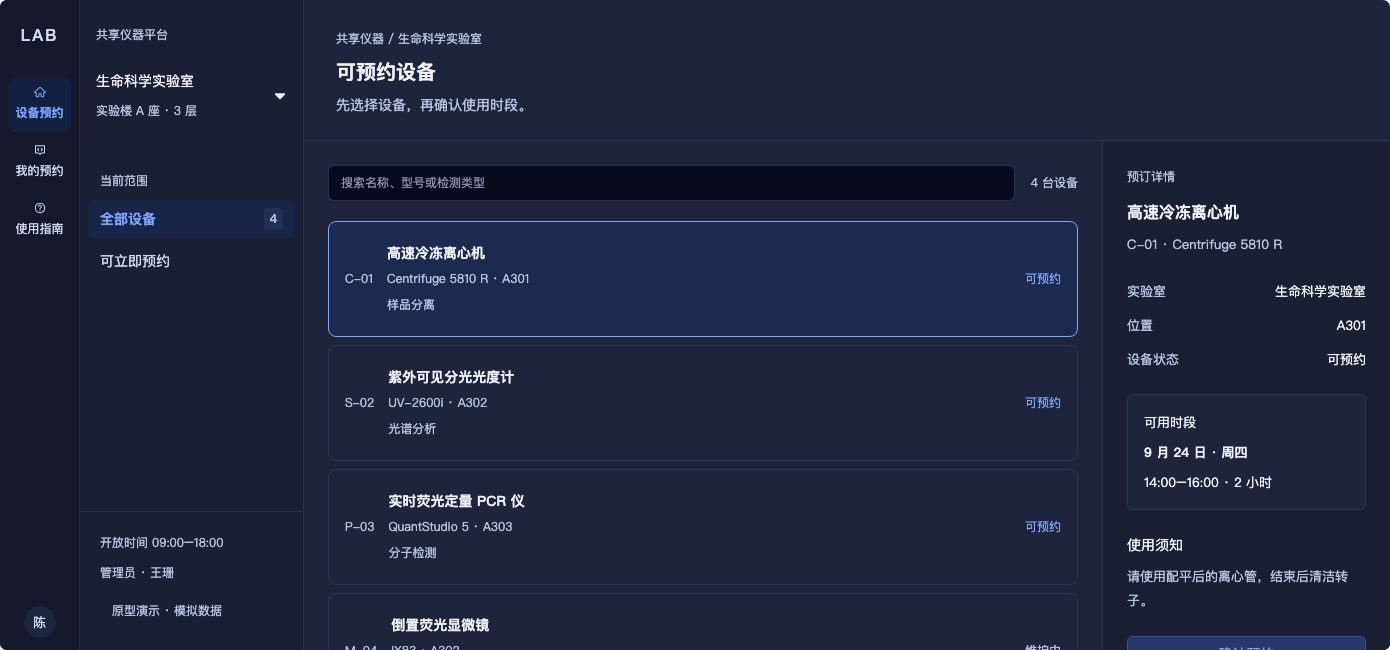 LAB
设备预约
我的预约
使用指南
陈
共享仪器平台
生命科学实验室
实验楼 A 座 · 3 层
当前范围
全部设备 4
可立即预约
开放时间 09:00—18:00
管理员 · 王珊
原型演示 · 模拟数据
共享仪器 / 生命科学实验室
可预约设备
先选择设备，再确认使用时段。
搜索名称、型号或检测类型
4 台设备
高速冷冻离心机
C-01 Centrifuge 5810 R · A301 可预约
样品分离
紫外可见分光光度计
S-02 UV-2600i · A302 可预约
光谱分析
实时荧光定量 PCR 仪
P-03 QuantStudio 5 · A303 可预约
分子检测
倒置荧光显微镜
M-04 IX83 · A302 维护中
预订详情
高速冷冻离心机
C-01 · Centrifuge 5810 R
实验室 生命科学实验室
位置 A301
设备状态 可预约
可用时段
9 月 24 日 · 周四
14:00—16:00 · 2 小时
使用须知
请使用配平后的离心管，结束后清洁转
子。
确认预约